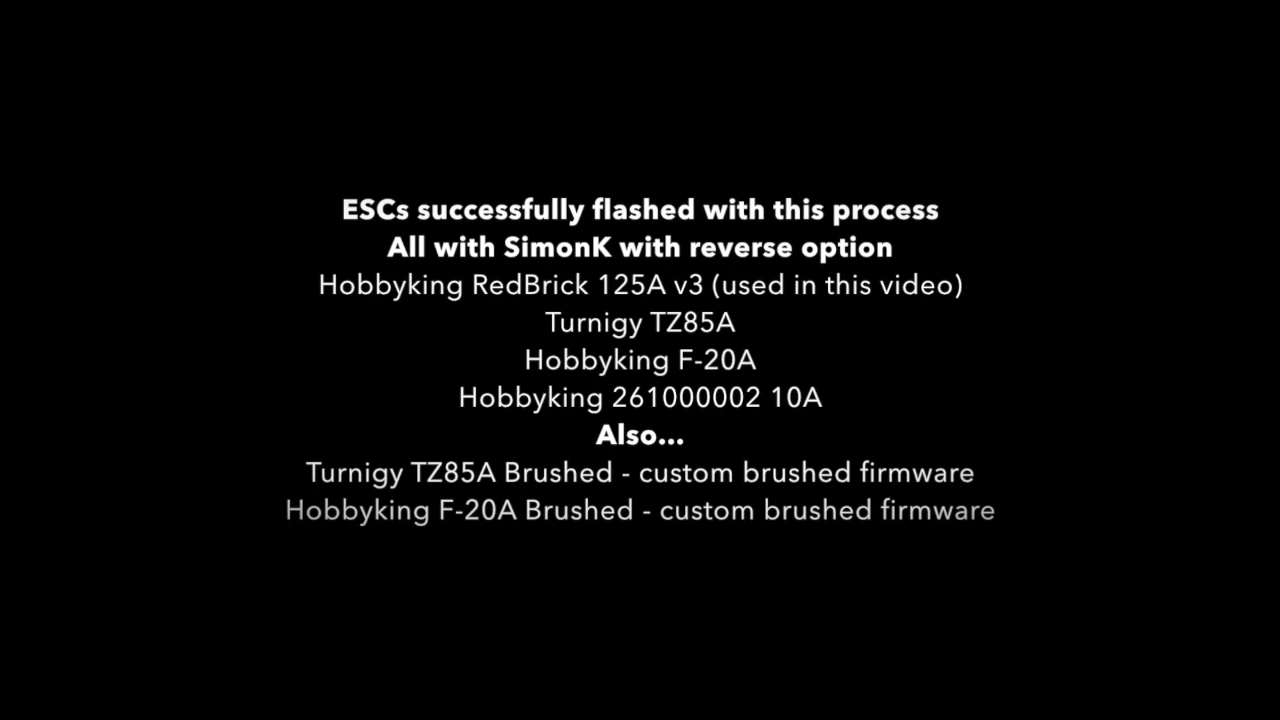 ESCs successfully flashed with this process
All with SimonK with reverse option
Hobbyking RedBrick 125A v3 (used in this video)
Turnigy TZ85A
Hobbyking F-20A
Hobbyking 261000002 10A
Also...
Turnigy TZ85A Brushed - custom brushed firmware
Hobbyking F-20A Brushed - custom brushed firmware